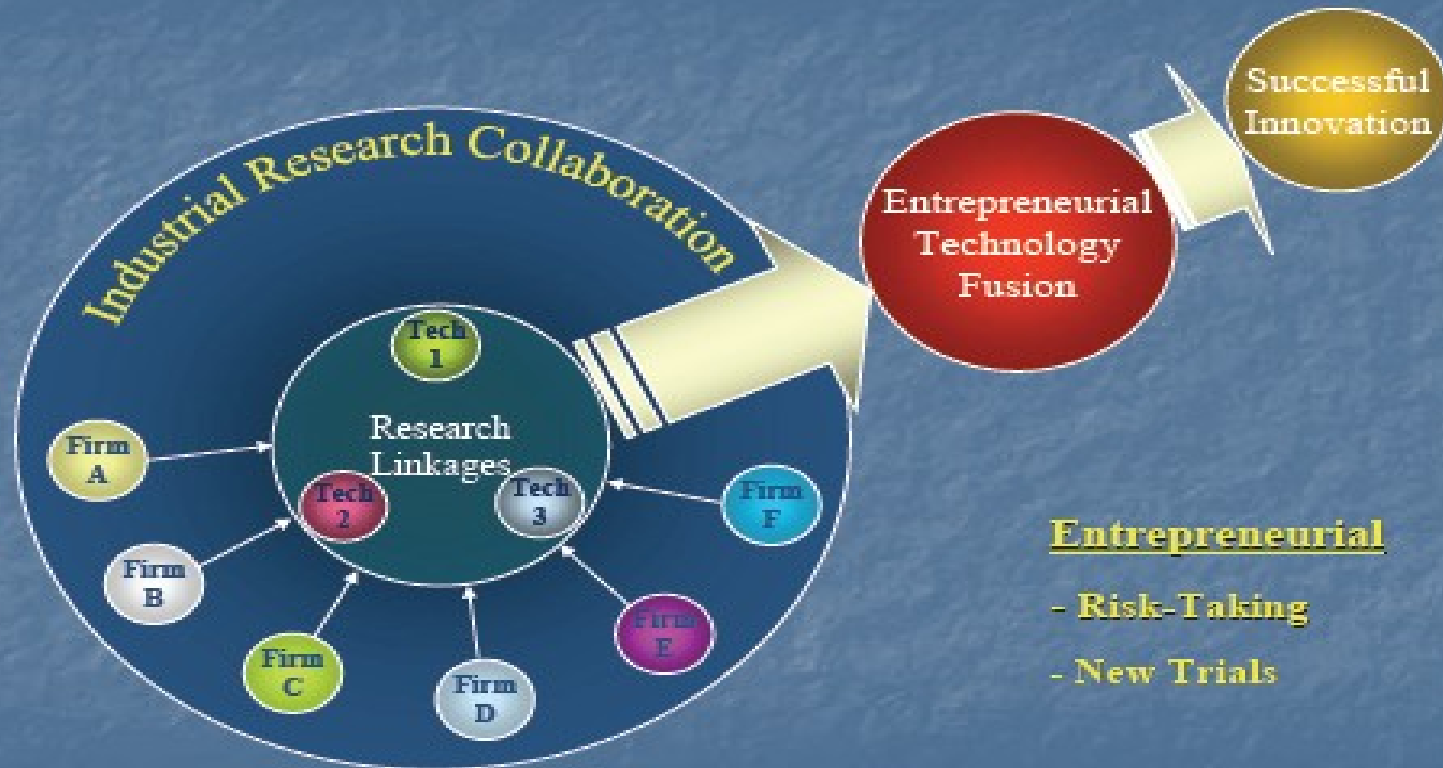 Successful
Innovation
Industrial Research Collaboration
Entrepreneurial
Technology
Fusion
Tech
1
Research
Linkages
Tech
2
Tech
3
Firm
A
Firm
B
Firm
C
Firm
D
Firm
E
Firm
F
Entrepreneurial
- Risk-Taking
- New Trials